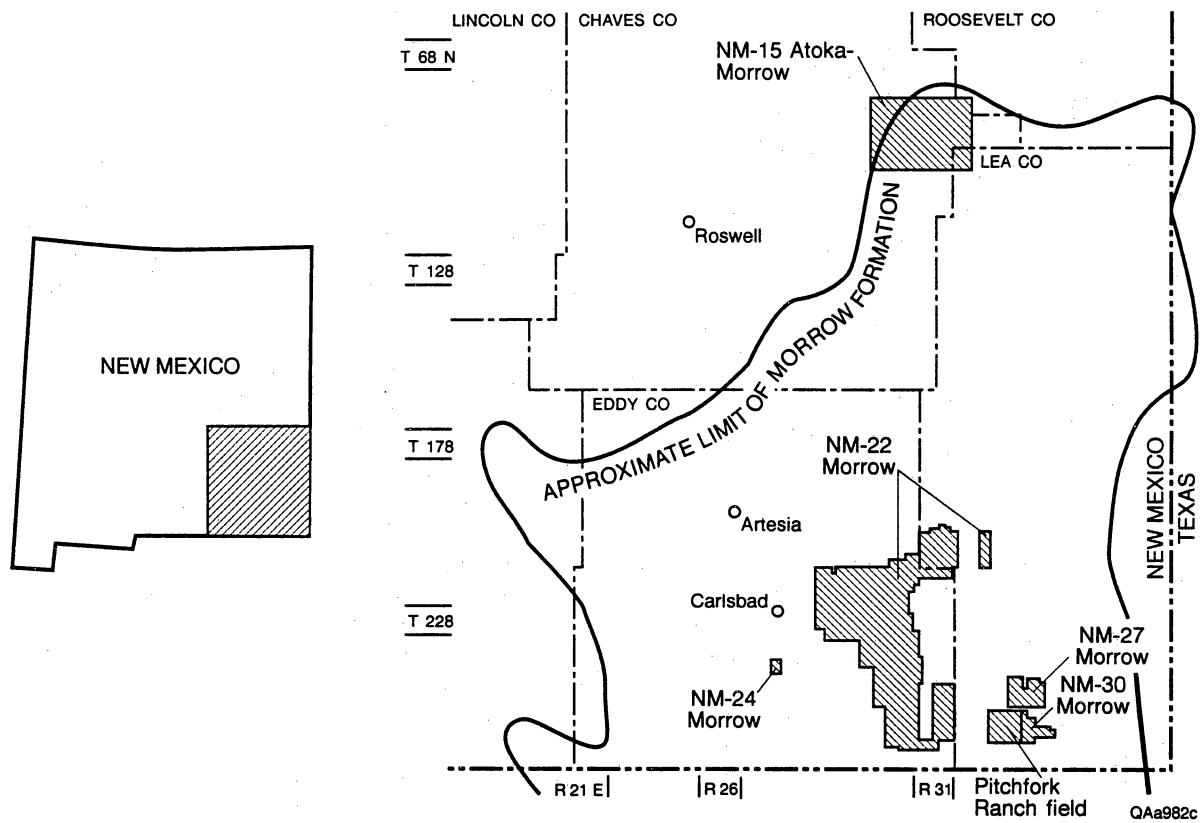 LINCOLN CO
CHAVES CO
ROOSEVELT CO
T 68 N
NM-15 Atoka-
Morrow
LEA CO
Roswell
T 128
APPROXIMATE LIMIT OF MORROW FORMATION
NEW MEXICO
EDDY CO
T 178
NM-22
Morrow
NEW MEXICO
TEXAS
Artesia
Carlsbad
T 228
NM-27
Morrow
NM-24
Morrow
NM-30
Morrow
R 21 E
R 26
R 31
Pitchfork
Ranch field
QAa982c